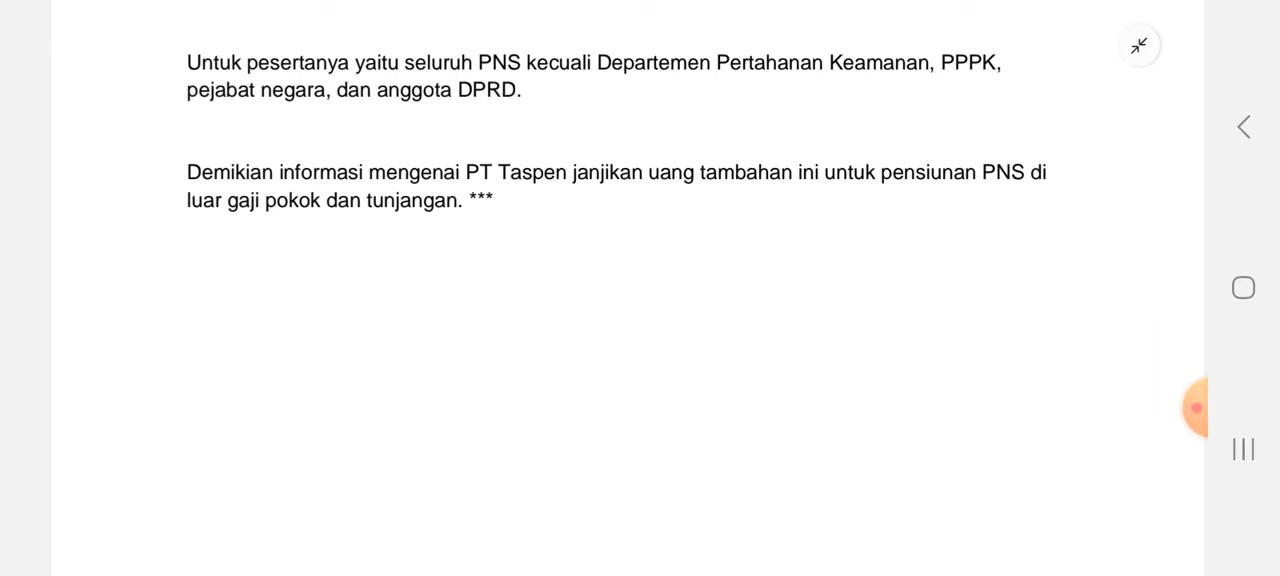 Untuk pesertanya yaitu seluruh PNS kecuali Departemen Pertahanan Keamanan, PPPK,
pejabat negara, dan anggota DPRD.
Demikian informasi mengenai PT Taspen janjikan uang tambahan ini untuk pensiunan PNS di
luar gaji pokok dan tunjangan. ***